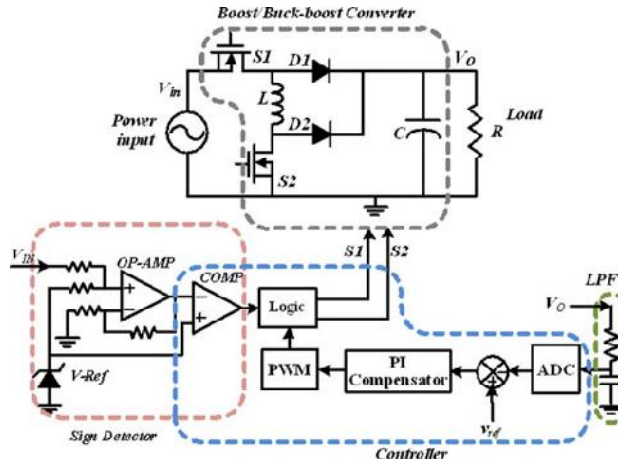 Boost/Buck-boost Converter
S1
D1
Vo
Vin
L
Power
input
D2
C
Load
R
S2
S1
S2
VIN
OP-AMP
COMP
LPF
Vo
Logic
V-Ref
PWM
PI
Compensator
ADC
vref
Sign Detector
Controller